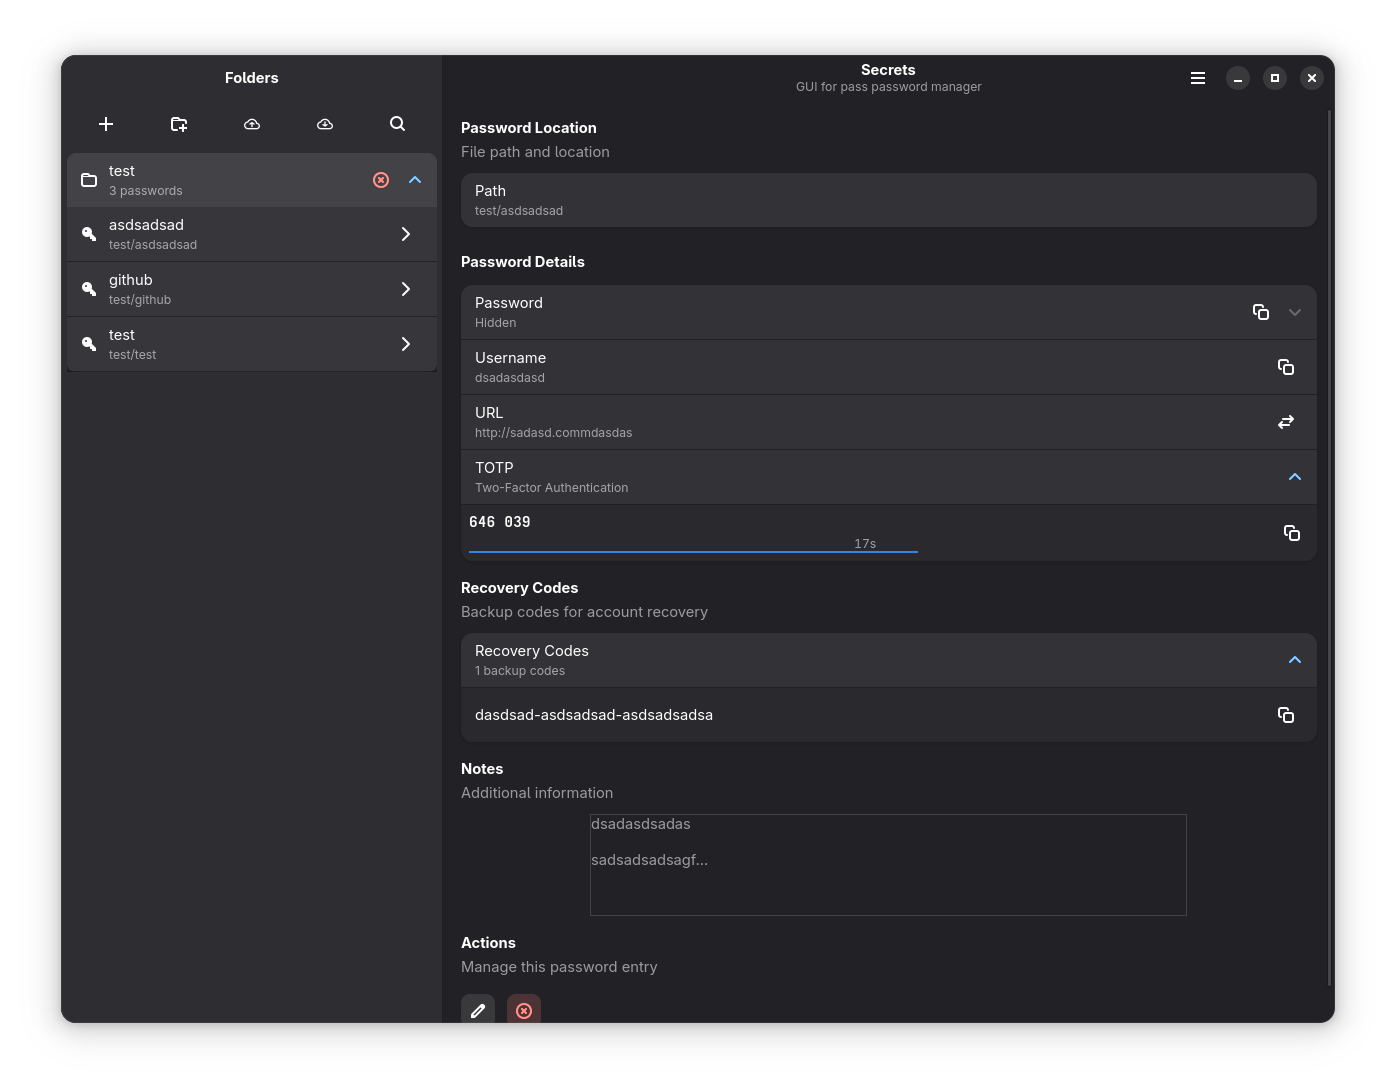 Folders
test
3 passwords
asdsadsad
test/asdsadsad
github
test/github
test
test/test
Secrets
GUI for pass password manager
Password Location
File path and location
Path
test/asdsadsad
Password Details
Password
Hidden
Username
dsadasdasd
URL
http://sadasd.commdasdas
TOTP
Two-Factor Authentication
646 039
17s
Recovery Codes
Backup codes for account recovery
Recovery Codes
1 backup codes
dasdsad-asdsadsad-asdsadsadsa
Notes
Additional information
dsadasdsadas
sadsadsadsagf...
Actions
Manage this password entry